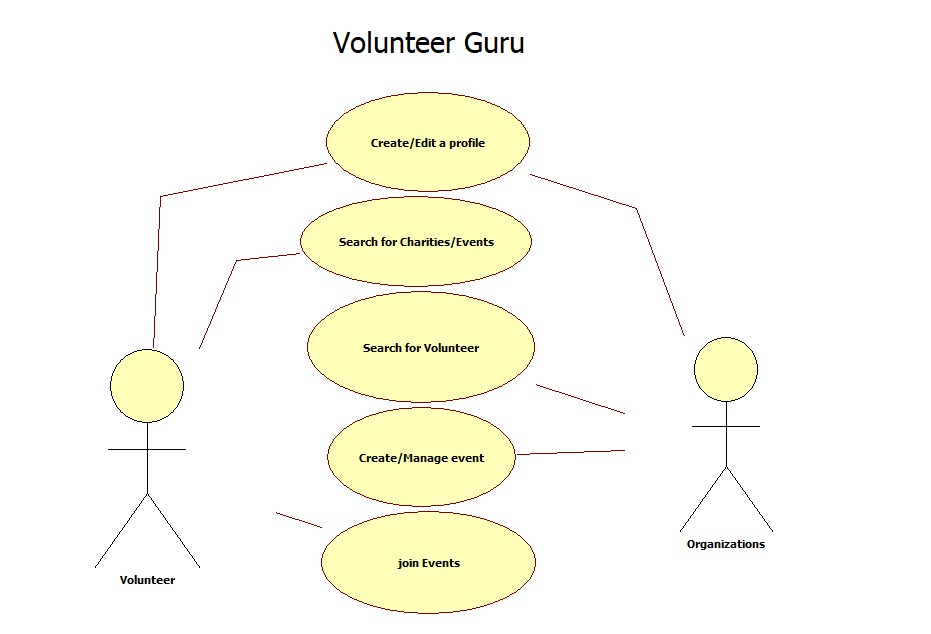 Volunteer Guru
Create/Edit a profile
Search for Charities/Events
Search for Volunteer
Create/Manage event
join Events
Volunteer
Organizations